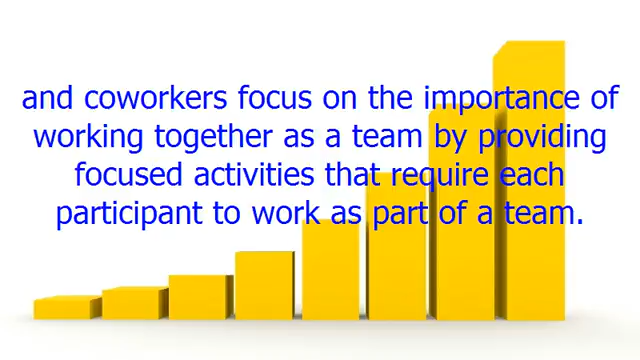 and coworkers focus on the importance of
working together as a team by providing
focused activities that require each
participant to work as part of a team.